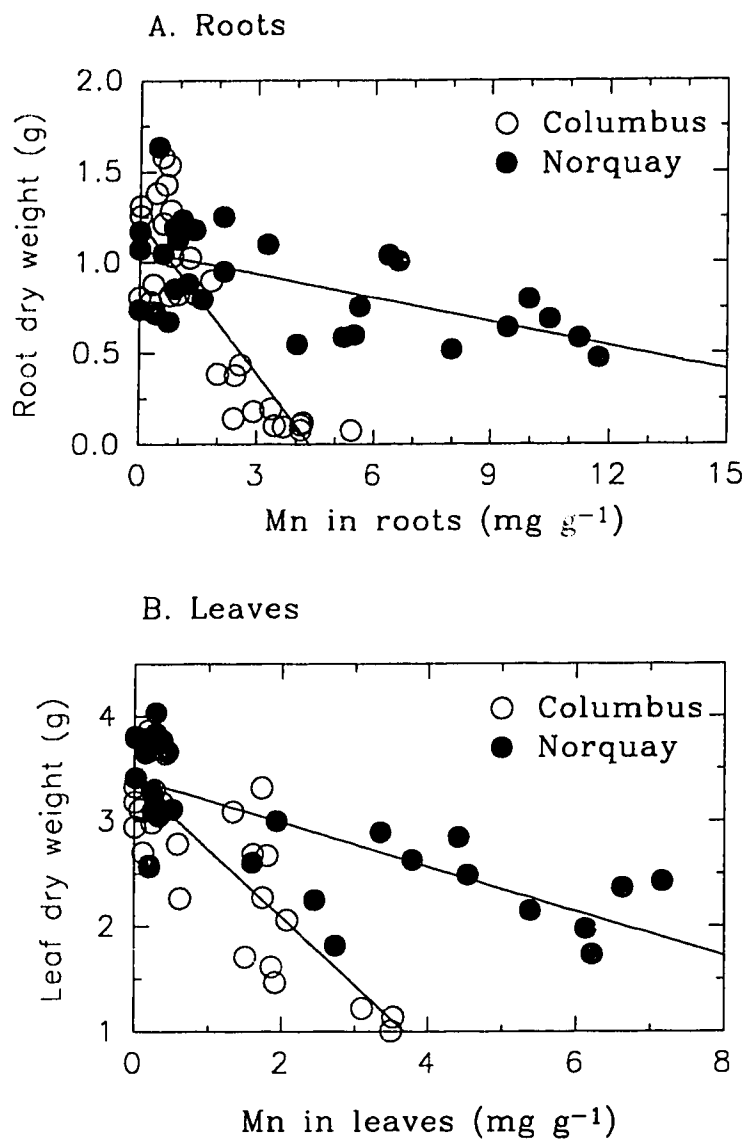 A. Roots
2.0
Columbus
Norquay
1.5
1.0
0.5
0.0
Root dry weight (g)
0 3 6 9 12 15
Mn in roots (mg g⁻¹)
B. Leaves
4
Columbus
Norquay
3
2
1
Leaf dry weight (g)
0 2 4 6 8
Mn in leaves (mg g⁻¹)